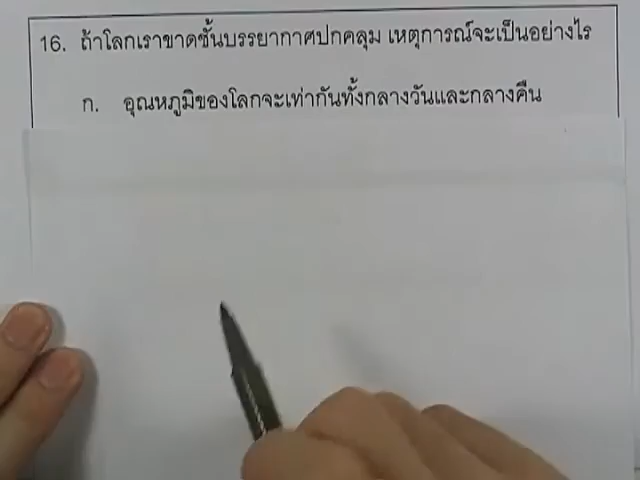 16. ถ้าโลกเราขาดชั้นบรรยากาศปกคลุม เหตุการณ์จะเป็นอย่างไร
ก. อุณหภูมิของโลกจะเท่ากันทั้งกลางวันและกลางคืน